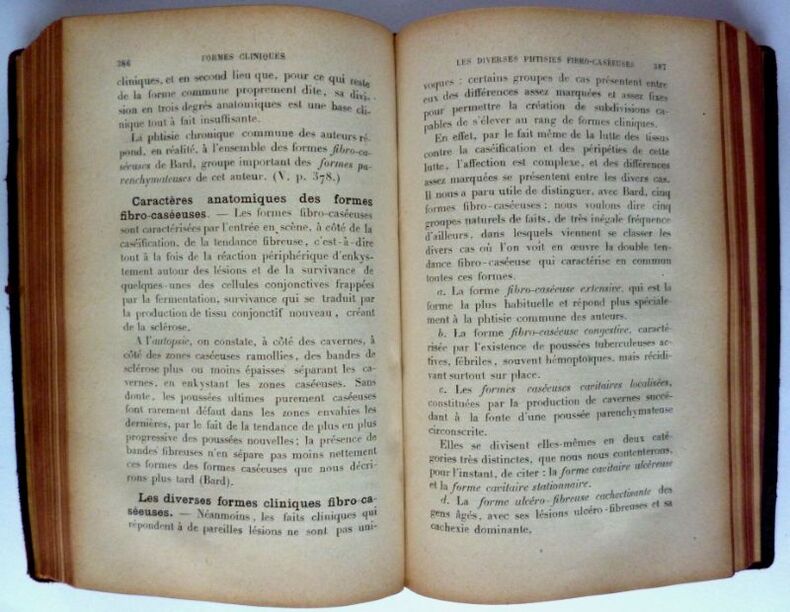 386 FORMES CLINIQUES
cliniques, et en second lieu que, pour ce qui reste
de la forme commune proprement dite, sa divi-
sion en trois degrés anatomiques est une base cli-
nique tout à fait insuffisante.
La phtisie chronique commune des auteurs ré-
pond, en réalité, à l'ensemble des formes fibro-ca-
séeuses de Bard, groupe important des formes pa-
renchymateuses de cet auteur. (V. p. 378.)
Caractères anatomiques des formes
fibro-caséeuses. — Les formes fibro-caséeuses
sont caractérisées par l'entrée en scène, à côté de la
caséification, de la tendance fibreuse, c'est-à-dire
tout à la fois de la réaction périphérique d'enkys-
tement autour des lésions et de la survivance de
quelques-unes des cellules conjonctives frappées
par la fermentation, survivance qui se traduit par
la production de tissu conjonctif nouveau, créant
de la sclérose.
A l'autopsie, on constate, à côté des cavernes, à
côté des zones caséeuses ramollies, des bandes de
sclérose plus ou moins épaisses séparant les ca-
vernes, en enkystant les zones caséeuses. Sans
doute, les poussées ultimes purement caséeuses
font rarement défaut dans les zones envahies les
dernières, par le fait de la tendance de plus en plus
progressive des poussées nouvelles; la présence de
bandes fibreuses n'en sépare pas moins nettement
ces formes des formes caséeuses que nous décri-
rons plus tard (Bard).
Les diverses formes cliniques fibro-ca-
séeuses. — Néanmoins, les faits cliniques qui
répondent à de pareilles lésions ne sont pas uni-
LES DIVERSES PHTISIES FIBRO-CASÉEUSES 387
voques : certains groupes de cas présentent entre
eux des différences assez marquées et assez fixes
pour permettre la création de subdivisions ca-
pables de s'élever au rang de formes cliniques.
En effet, par le fait même de la lutte des tissus
contre la caséification et des péripéties de cette
lutte, l'affection est complexe, et des différences
assez marquées se présentent entre les divers cas.
Il nous a paru utile de distinguer, avec Bard, cinq
formes fibro-caséeuses; nous voulons dire cinq
groupes naturels de faits, de très inégale fréquence
d'ailleurs, dans lesquels viennent se classer les
divers cas où l'on voit en œuvre la double ten-
dance fibro-caséeuse qui caractérise en commun
toutes ces formes.
a. La forme fibro-caséeuse extensive, qui est la
forme la plus habituelle et répond plus spéciale-
ment à la phtisie commune des auteurs.
b. La forme fibro-caséeuse congestive, caracté-
risée par l'existence de poussées tuberculeuses ac-
tives, fébriles, souvent hémoptoïques, mais récidi-
vant surtout sur place.
c. Les formes caséeuses cavitaires localisées,
constituées par la production de cavernes succé-
dant à la fonte d'une poussée parenchymateuse
circonscrite.
Elles se divisent elles-mêmes en deux caté-
gories très distinctes, que nous nous contenterons,
pour l'instant, de citer : la forme cavitaire ulcéreuse
et la forme cavitaire stationnaire.
d. La forme ulcéro-fibreuse cachectisante des
gens âgés, avec ses lésions ulcéro-fibreuses et sa
cachexie dominante,